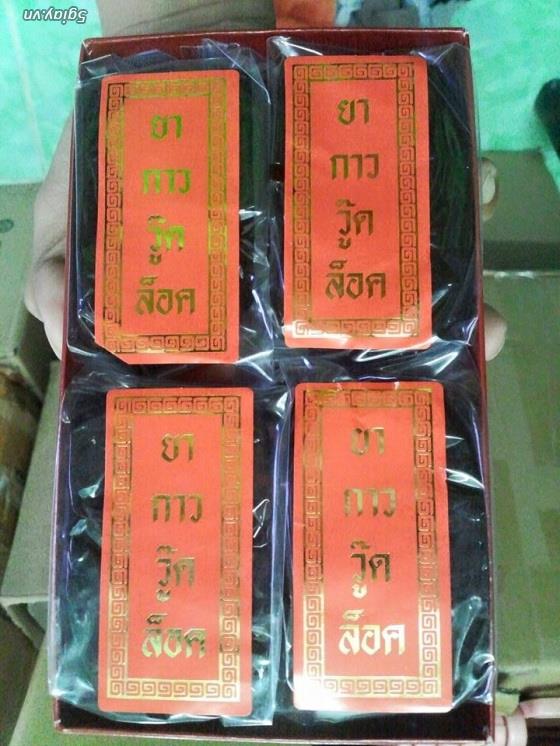 5giay.vn
ยา
กาว
วู๊ด
ล็อค
ยา
กาว
วู๊ด
ล็อค
ยา
กาว
วู๊ด
ล็อค
ยา
กาว
วู๊ด
ล็อค